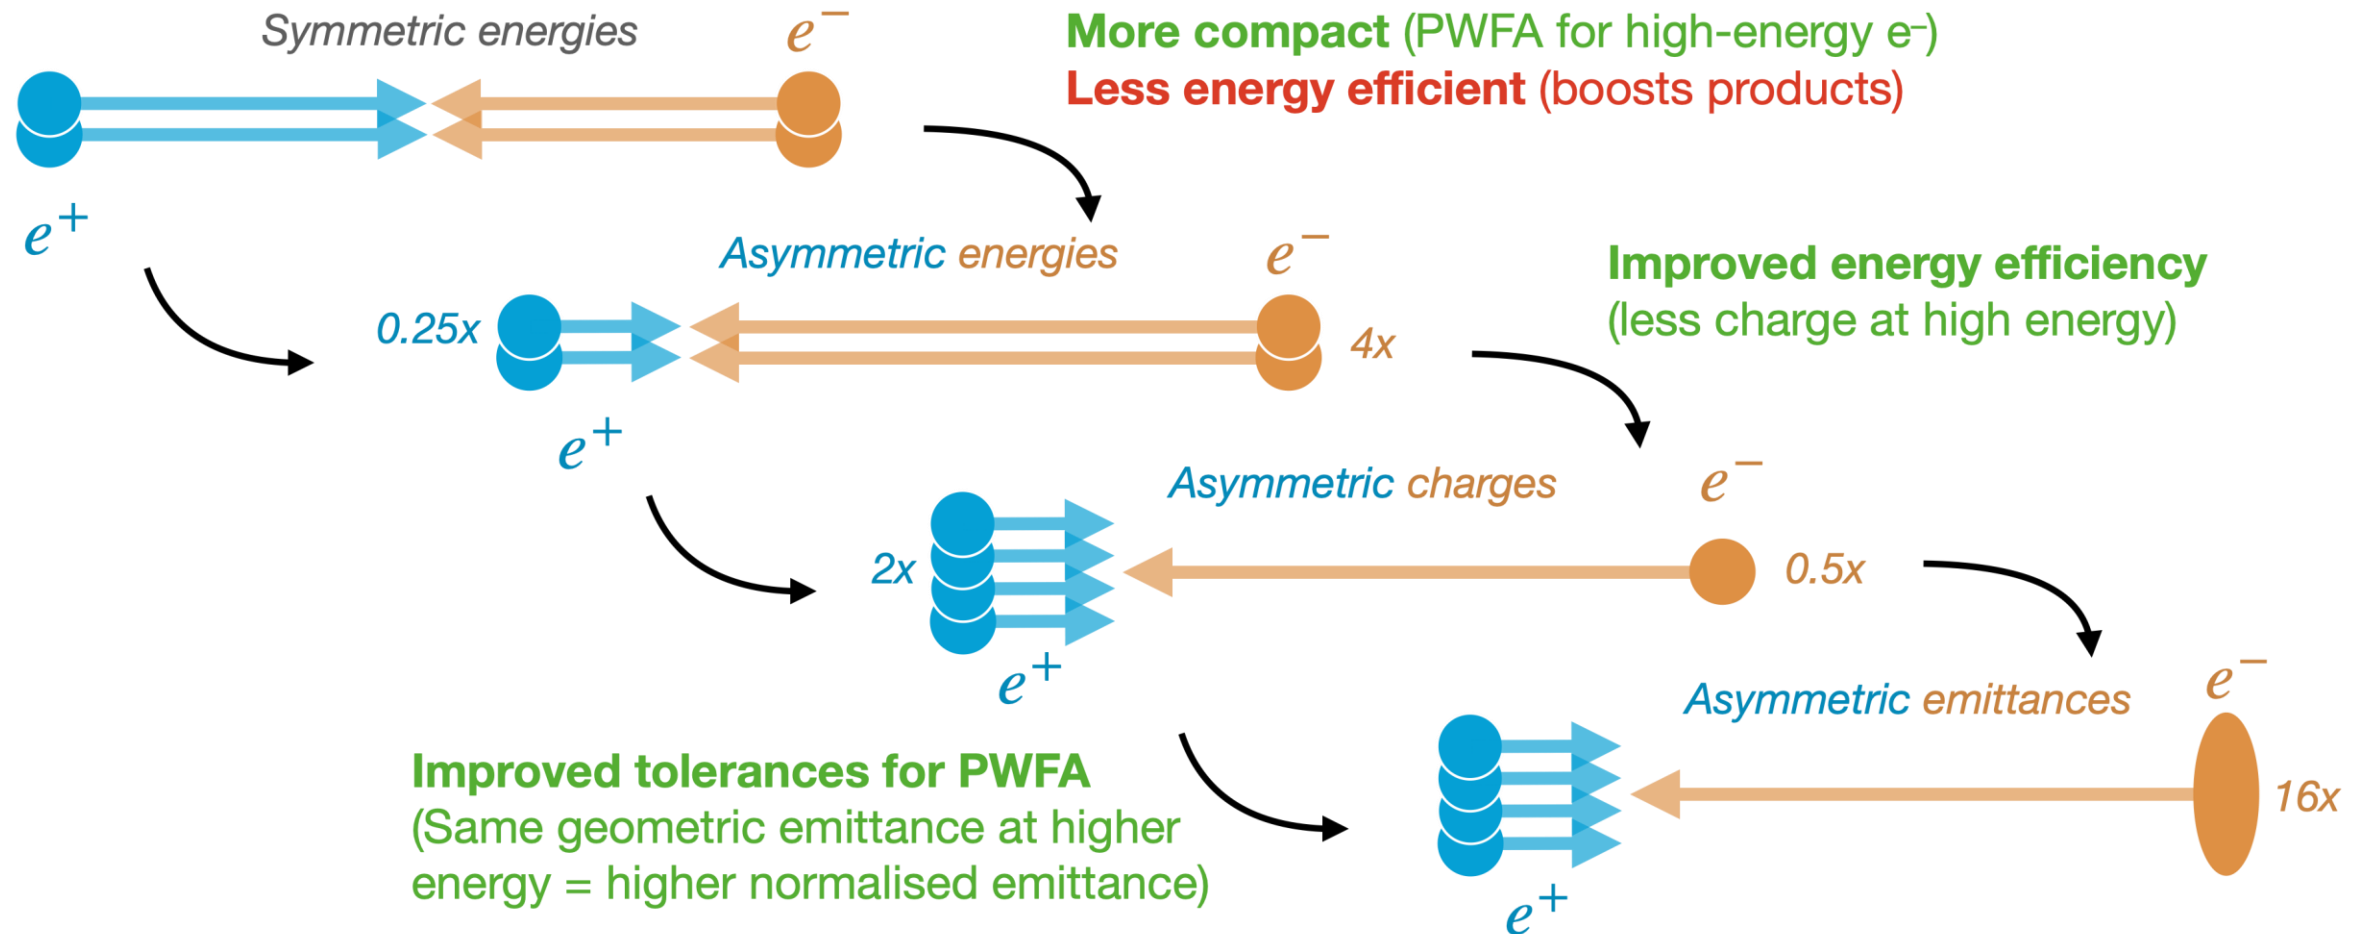 Symmetric energies
e⁻
More compact (PWFA for high-energy e⁻)
Less energy efficient (boosts products)
e⁺
Asymmetric energies
e⁻
Improved energy efficiency
(less charge at high energy)
0.25x
4x
e⁺
Asymmetric charges
e⁻
2x
0.5x
e⁺
Asymmetric emittances
e⁻
Improved tolerances for PWFA
(Same geometric emittance at higher
energy = higher normalised emittance)
16x
e⁺